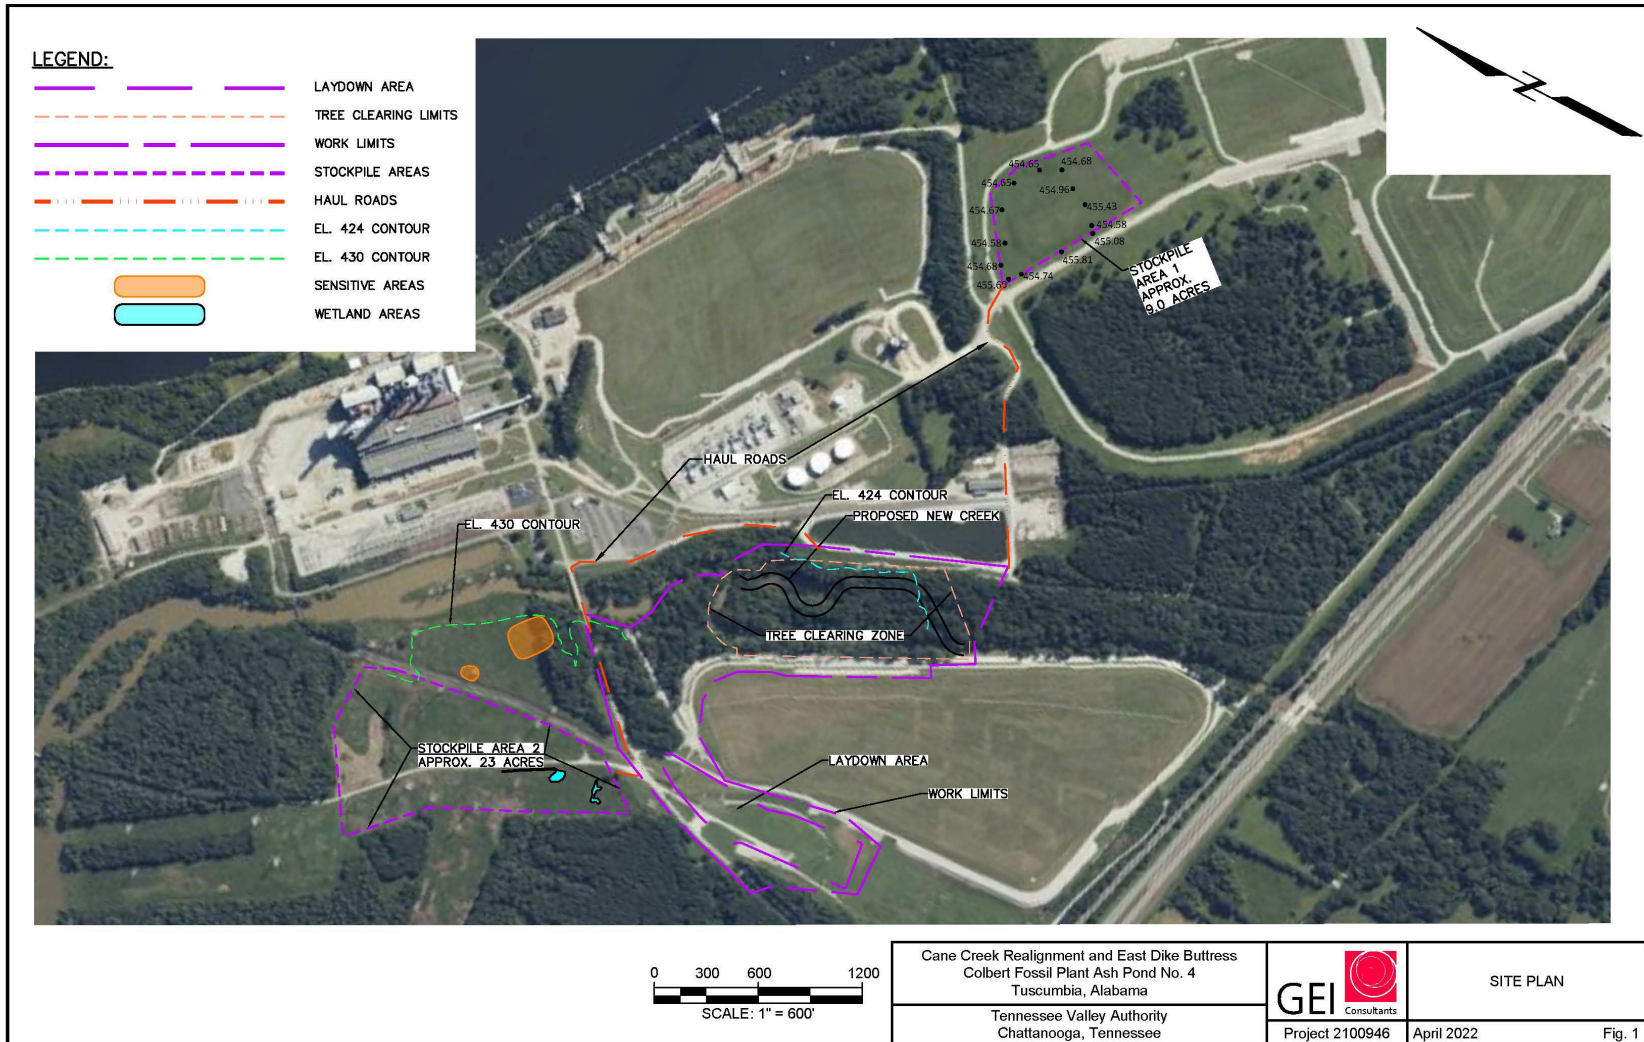 LEGEND:
LAYDOWN AREA
TREE CLEARING LIMITS
WORK LIMITS
STOCKPILE AREAS
HAUL ROADS
EL. 424 CONTOUR
EL. 430 CONTOUR
SENSITIVE AREAS
WETLAND AREAS
N
454.65
454.68
454.65
454.96
454.67
455.43
454.58
455.08
454.58
455.81
454.68
454.74
455.69
STOCKPILE
AREA 1
APPROX.
9.0 ACRES
HAUL ROADS
EL. 424 CONTOUR
PROPOSED NEW CREEK
EL. 430 CONTOUR
TREE CLEARING ZONE
STOCKPILE AREA 2
APPROX. 23 ACRES
LAYDOWN AREA
WORK LIMITS
0 300 600 1200
SCALE: 1" = 600'
Cane Creek Realignment and East Dike Buttress
Colbert Fossil Plant Ash Pond No. 4
Tuscumbia, Alabama
Tennessee Valley Authority
Chattanooga, Tennessee
GEI
Consultants
Project 2100946
SITE PLAN
April 2022
Fig. 1